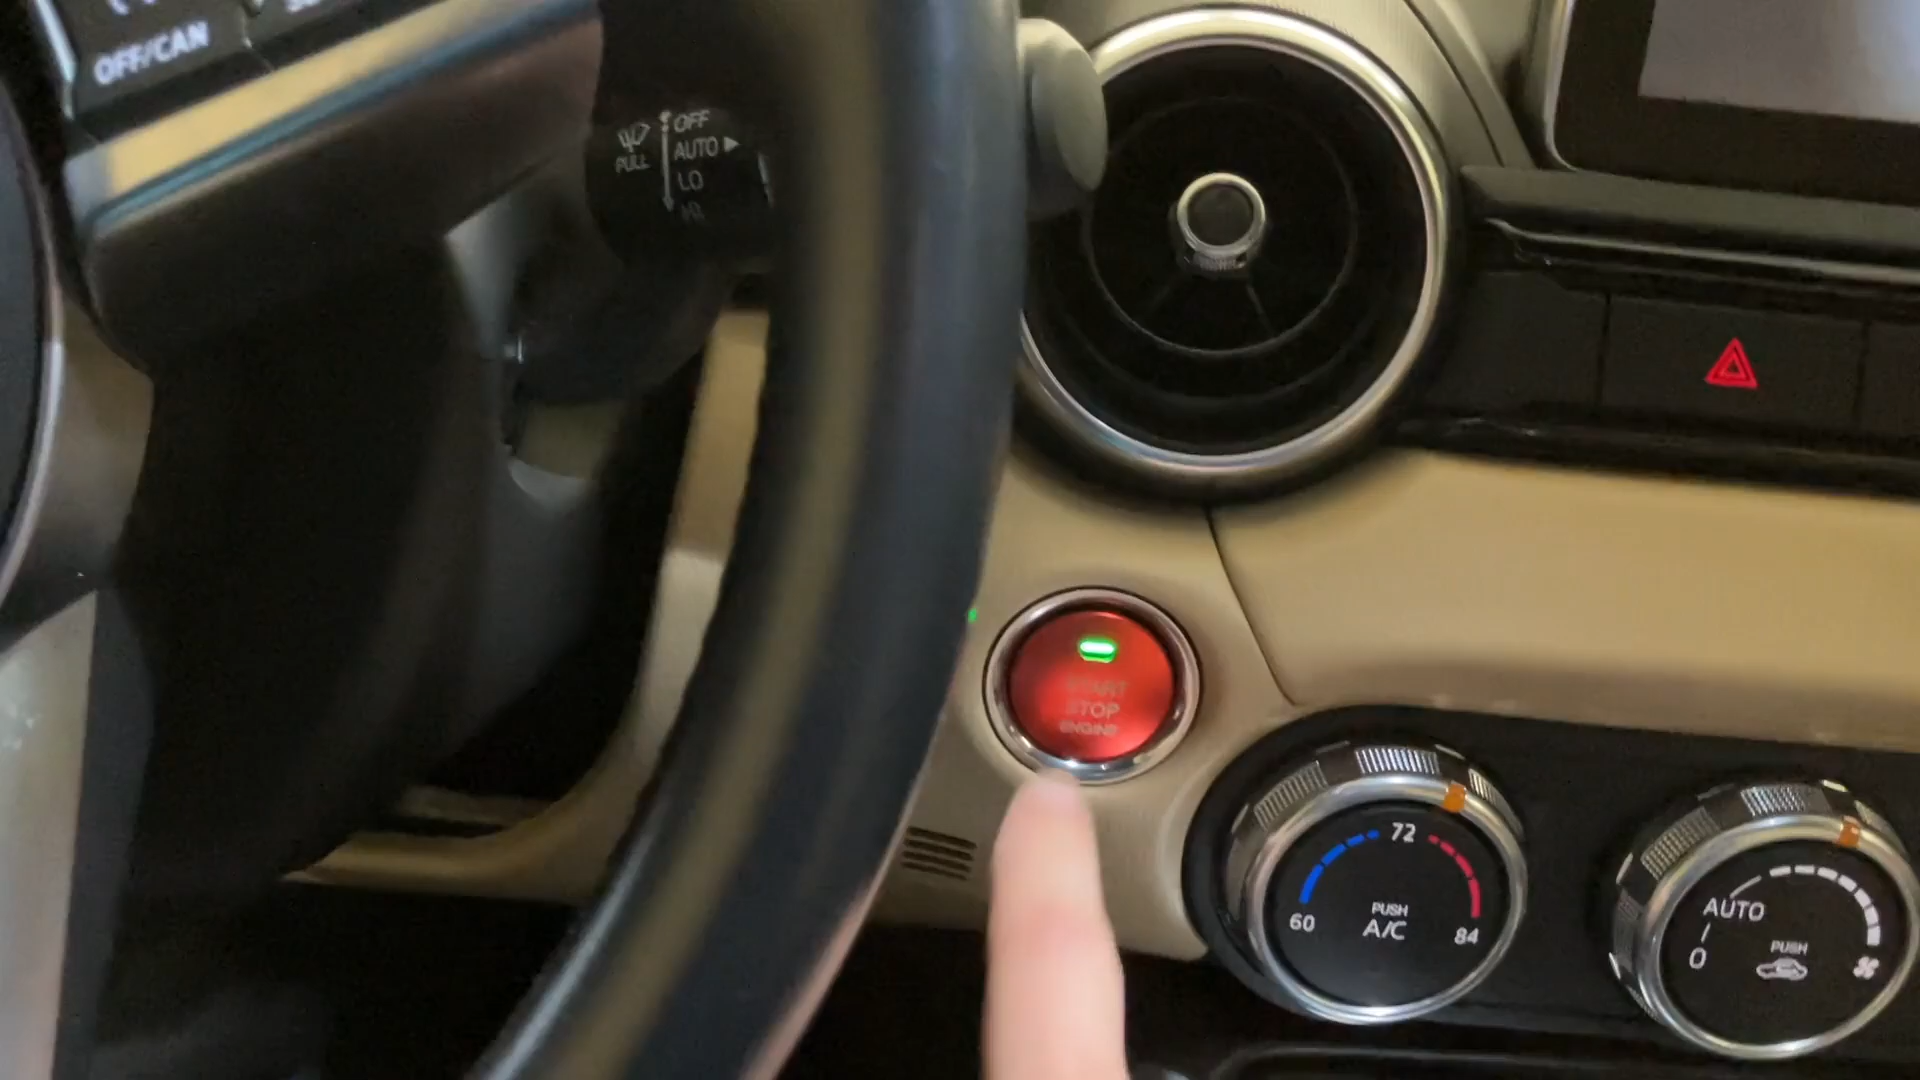 OFF/CAN
OFF
AUTO
PULL
LO
HI
START
STOP
ENGINE
72
60
84
PUSH
A/C
AUTO
0
PUSH